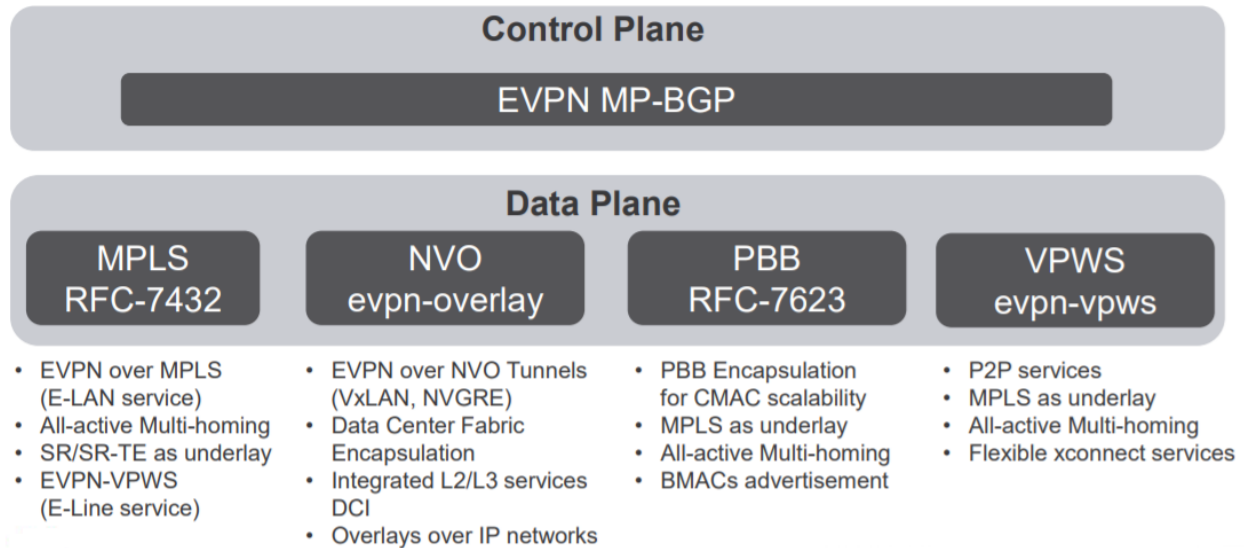 Control Plane
EVPN MP-BGP
Data Plane
MPLS
RFC-7432
NVO
evpn-overlay
PBB
RFC-7623
VPWS
evpn-vpws
• EVPN over MPLS
(E-LAN service)
• All-active Multi-homing
• SR/SR-TE as underlay
• EVPN-VPWS
(E-Line service)
• EVPN over NVO Tunnels
(VxLAN, NVGRE)
• Data Center Fabric
Encapsulation
• Integrated L2/L3 services
DCI
• Overlays over IP networks
• PBB Encapsulation
for CMAC scalability
• MPLS as underlay
• All-active Multi-homing
• BMACs advertisement
• P2P services
• MPLS as underlay
• All-active Multi-homing
• Flexible xconnect services